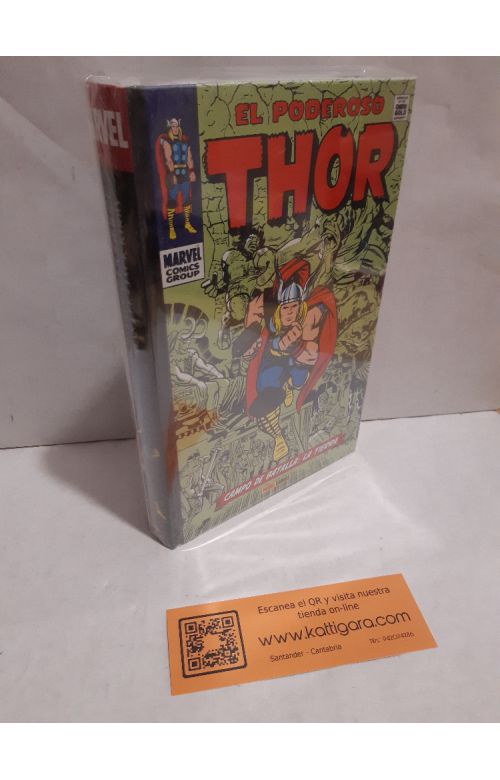 MARVEL
EL PODEROSO
THOR
MARVEL
COMICS
GROUP
CAMPO DE BATALLA: LA TIERRA
Escanea el QR y visita nuestra
tienda on-line
www.kattigara.com
Santander - Cantabria